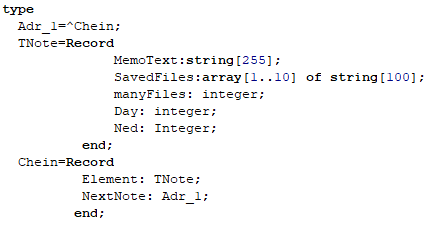 type
Adr_1=^Chein;
TNote=Record
MemoText:string[255];
SavedFiles:array[1..10] of string[100];
manyFiles: integer;
Day: integer;
Ned: Integer;
end;
Chein=Record
Element: TNote;
NextNote: Adr_1;
end;